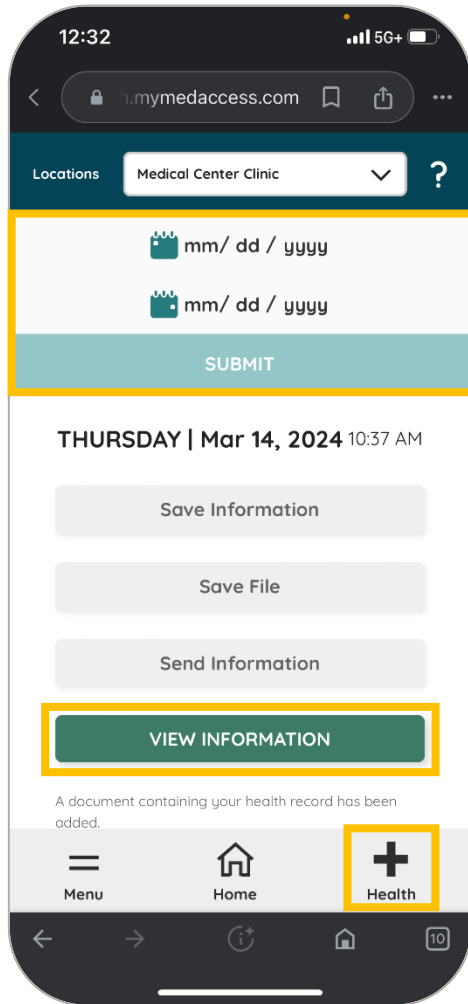 12:32 5G+
h.mymedaccess.com
Locations Medical Center Clinic ?
mm/ dd / yyyy
mm/ dd / yyyy
SUBMIT
THURSDAY | Mar 14, 2024 10:37 AM
Save Information
Save File
Send Information
VIEW INFORMATION
A document containing your health record has been
added.
Menu Home Health
10